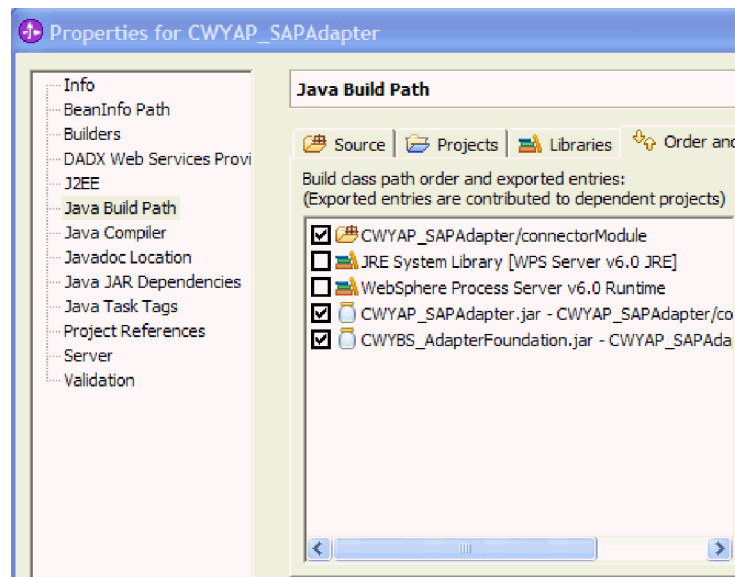 Properties for CWYAP_SAPAdapter
Info
BeanInfo Path
Builders
DADX Web Services Provi
J2EE
Java Build Path
Java Compiler
Javadoc Location
Java JAR Dependencies
Java Task Tags
Project References
Server
Validation
Java Build Path
Source Projects Libraries Order and
Build class path order and exported entries:
(Exported entries are contributed to dependent projects)
CWYAP_SAPAdapter/connectorModule
JRE System Library [WPS Server v6.0 JRE]
WebSphere Process Server v6.0 Runtime
CWYAP_SAPAdapter.jar - CWYAP_SAPAdapter/co
CWYBS_AdapterFoundation.jar - CWYAP_SAPAda